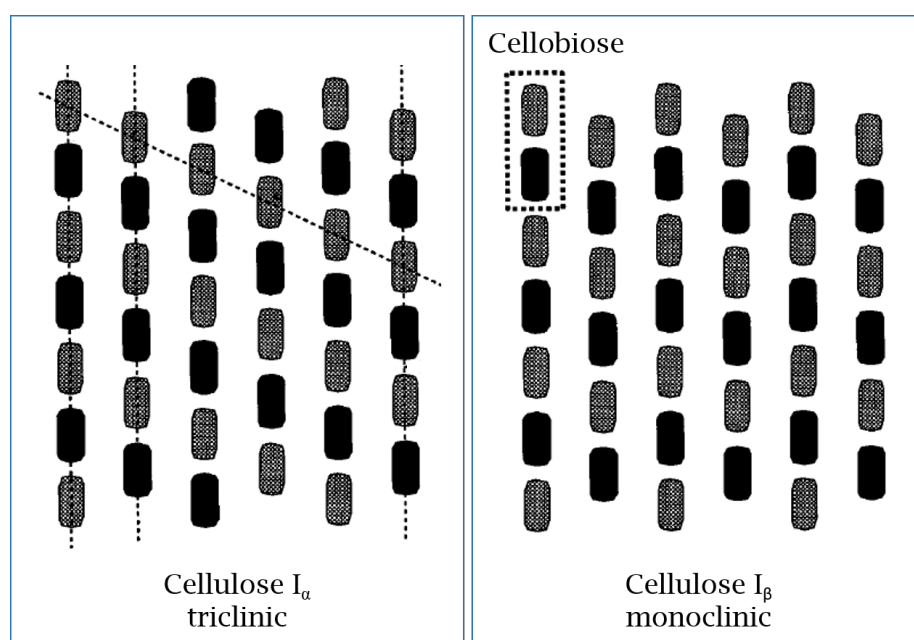 Cellobiose
Cellulose Iα
triclinic
Cellulose Iβ
monoclinic